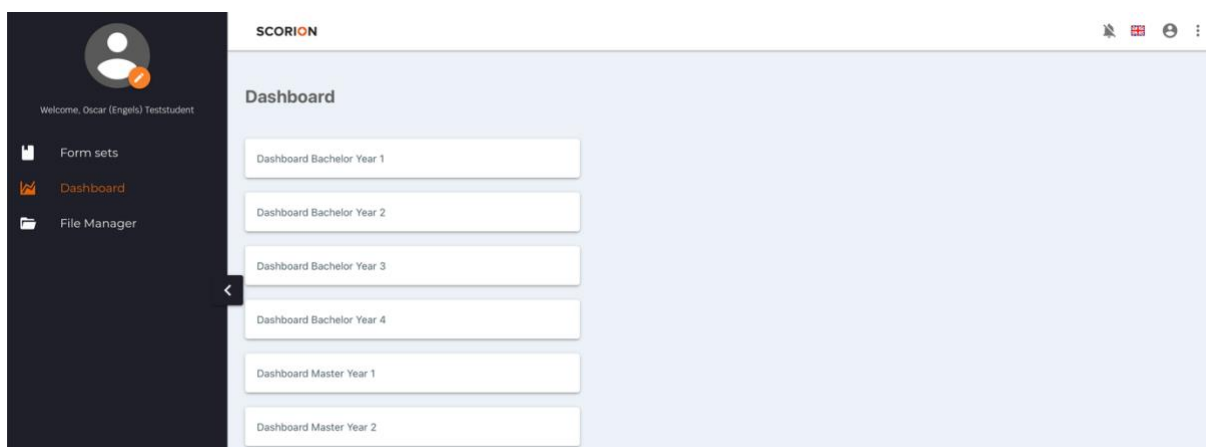 SCORION
Welcome, Oscar (Engels) Teststudent
Form sets
Dashboard
File Manager
Dashboard
Dashboard Bachelor Year 1
Dashboard Bachelor Year 2
Dashboard Bachelor Year 3
Dashboard Bachelor Year 4
Dashboard Master Year 1
Dashboard Master Year 2